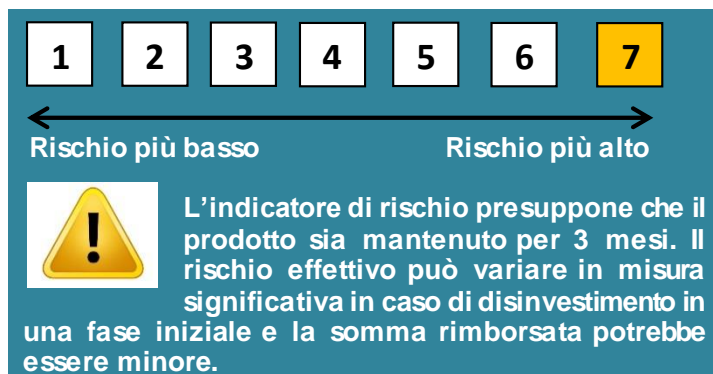 1 2 3 4 5 6 7
Rischio più basso Rischio più alto
!
L'indicatore di rischio presuppone che il
prodotto sia mantenuto per 3 mesi. Il
rischio effettivo può variare in misura
significativa in caso di disinvestimento in
una fase iniziale e la somma rimborsata potrebbe
essere minore.